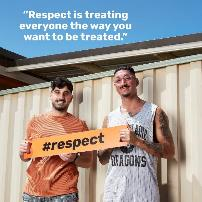 “Respect is treating
everyone the way you
want to be treated.”
#respect
DRAGONS